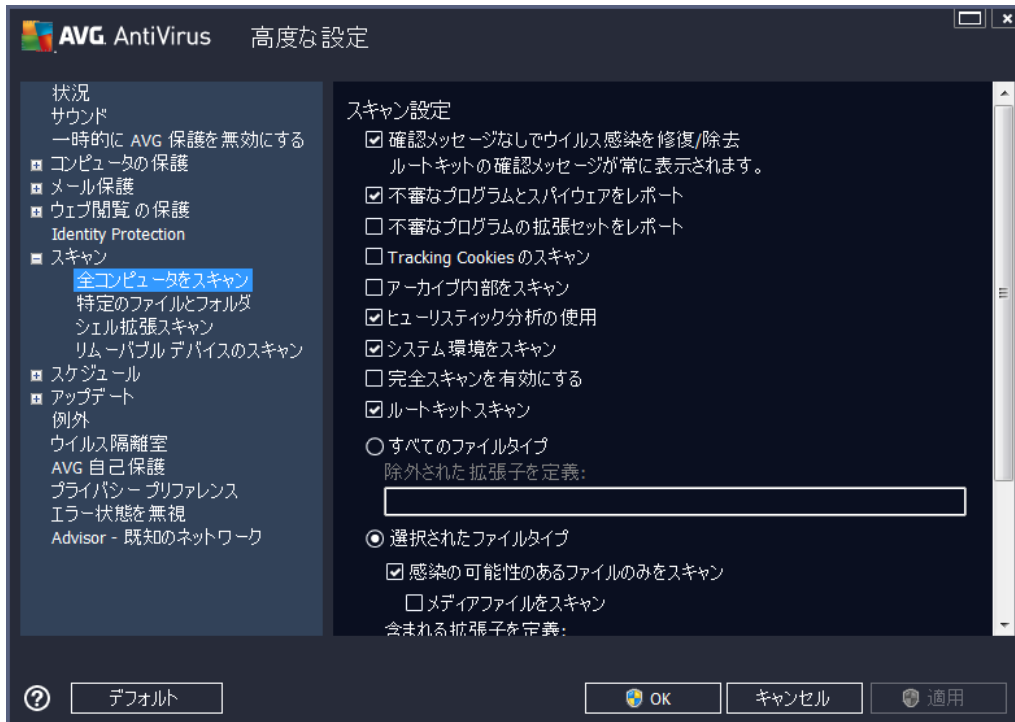 AVG AntiVirus 高度な設定
状況
サウンド
一時的に AVG 保護を無効にする
コンピュータの保護
メール保護
ウェブ閲覧 の保護
Identity Protection
スキャン
全コンピュータをスキャン
特定のファイルとフォルダ
シェル拡張スキャン
リムーバブル デバイスのスキャン
スケジュール
アップデート
例外
ウイルス隔離室
AVG 自己保護
プライバシー プリファレンス
エラー状態を無視
Advisor - 既知のネットワーク
スキャン設定
確認メッセージなしでウイルス感染を修復/除去
ルートキットの確認メッセージが常に表示されます。
不審なプログラムとスパイウェアをレポート
不審なプログラムの拡張セットをレポート
Tracking Cookies のスキャン
アーカイブ内部をスキャン
ヒューリスティック分析の使用
システム環境をスキャン
完全スキャンを有効にする
ルートキットスキャン
すべてのファイルタイプ
除外された拡張子を定義:
選択されたファイルタイプ
感染の可能性のあるファイルのみをスキャン
メディアファイルをスキャン
含まれる拡張子を定義:
デフォルト
OK
キャンセル
適用